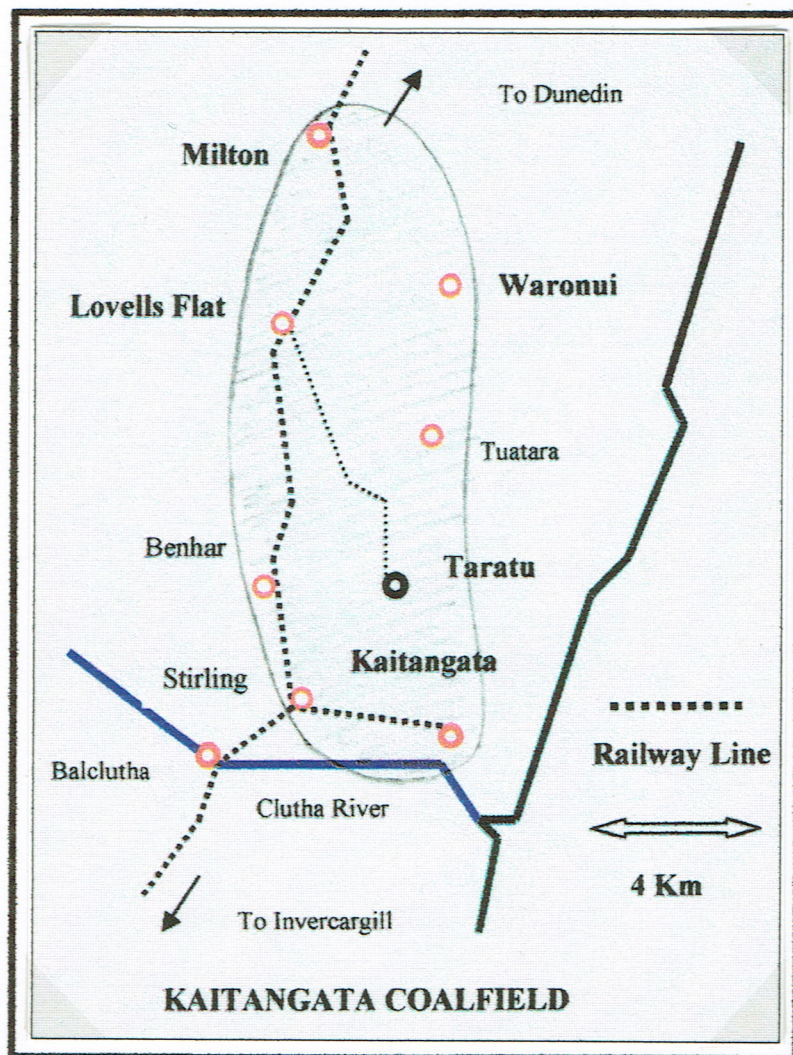 To Dunedin
Milton
Waronui
Lovells Flat
Tuatara
Benhar
Taratu
Kaitangata
Stirling
Railway Line
Balclutha
Clutha River
4 Km
To Invercargill
KAITANGATA COALFIELD